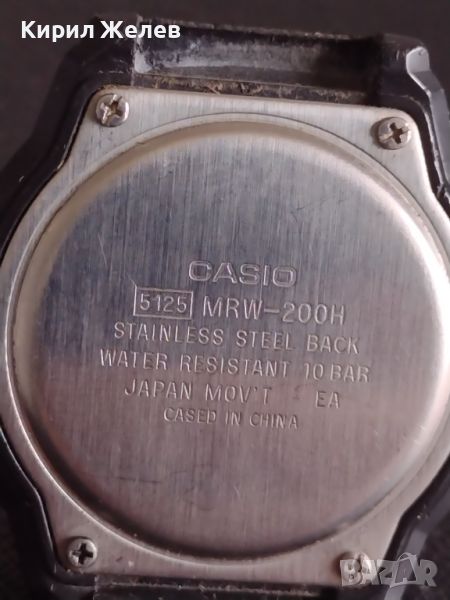 Кирил Желев
CASIO
5125 MRW-200H
STAINLESS STEEL BACK
WATER RESISTANT 10 BAR
JAPAN MOV'T EA
CASED IN CHINA
BAZAR